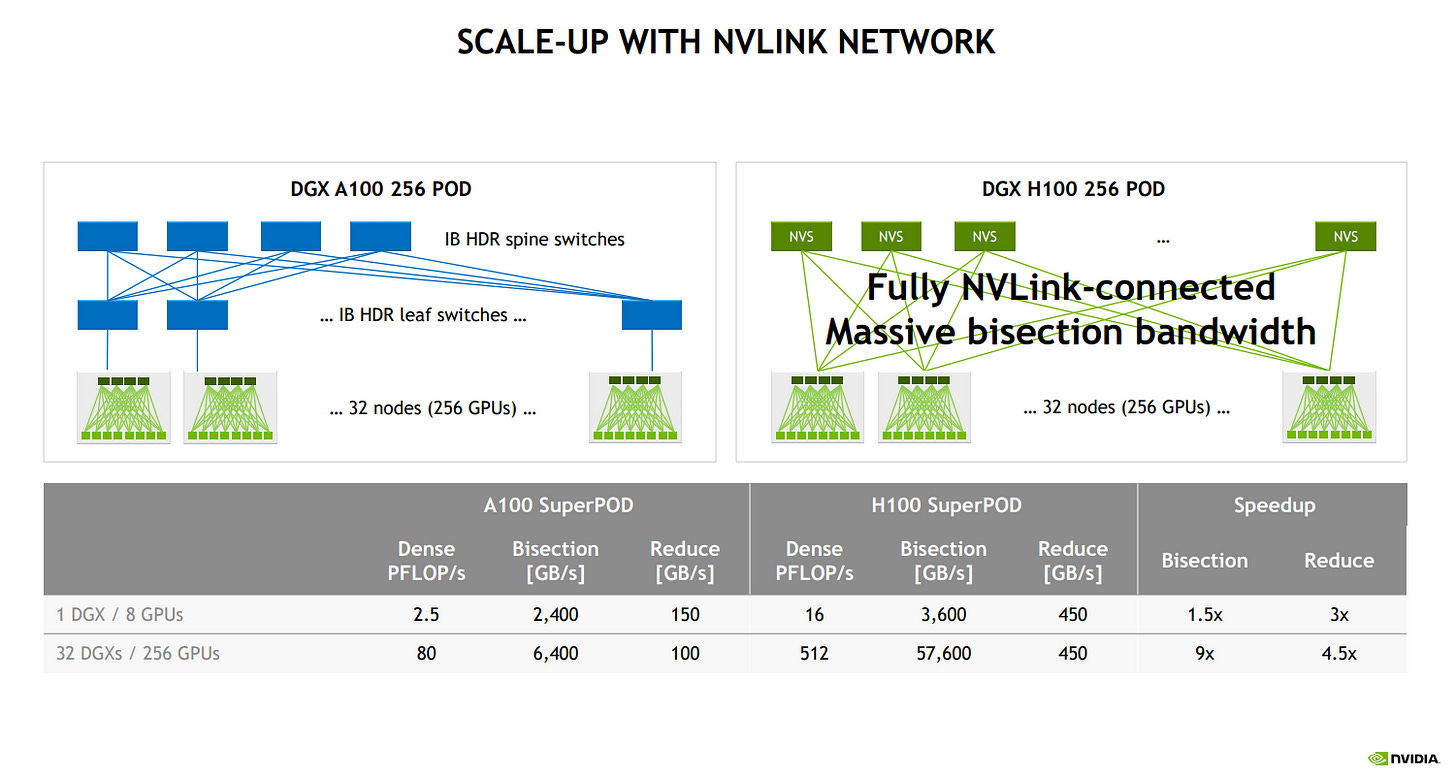 SCALE-UP WITH NVLINK NETWORK
DGX A100 256 POD
IB HDR spine switches
... IB HDR leaf switches ...
... 32 nodes (256 GPUs) ...
DGX H100 256 POD
NVS NVS NVS ... NVS
Fully NVLink-connected
Massive bisection bandwidth
... 32 nodes (256 GPUs) ...
A100 SuperPOD H100 SuperPOD Speedup
Dense PFLOP/s Bisection [GB/s] Reduce [GB/s] Dense PFLOP/s Bisection [GB/s] Reduce [GB/s] Bisection Reduce
1 DGX / 8 GPUs 2.5 2,400 150 16 3,600 450 1.5x 3x
32 DGXs / 256 GPUs 80 6,400 100 512 57,600 450 9x 4.5x
NVIDIA.